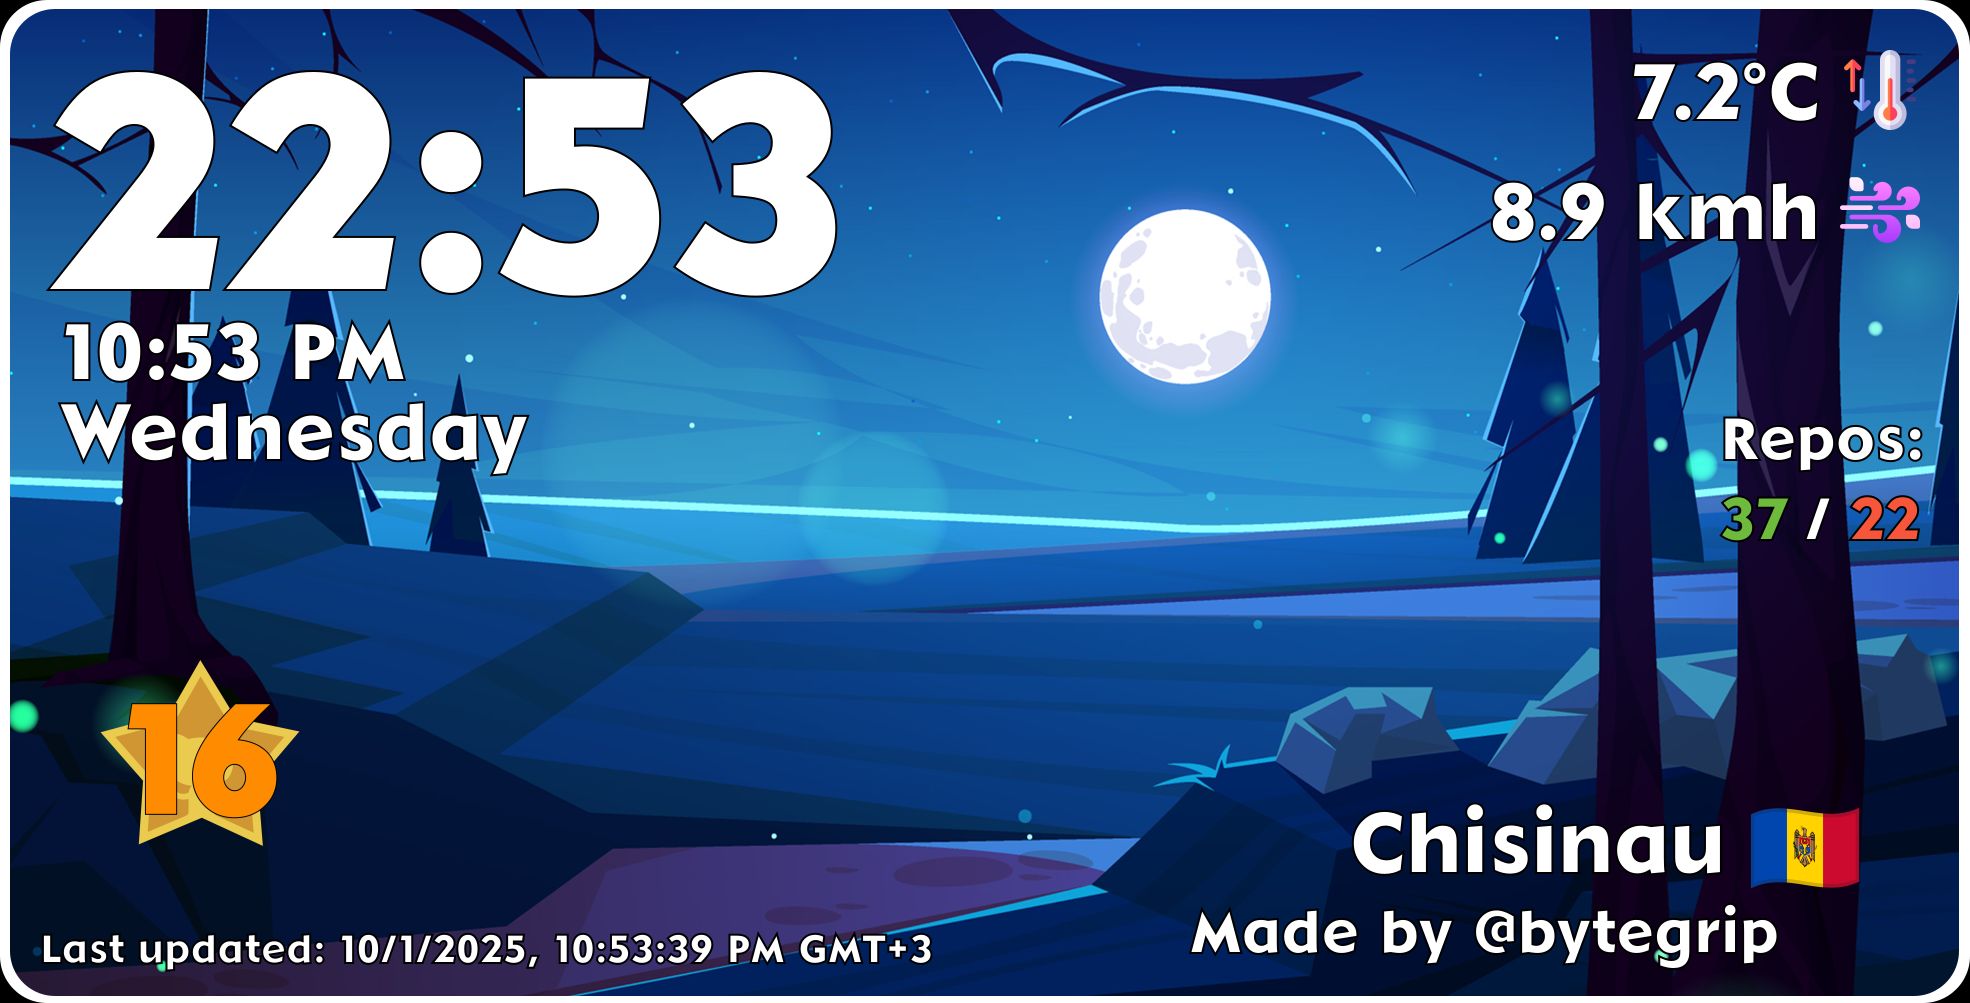 22:53
10:53 PM
Wednesday
7.2°C
8.9 kmh
Repos:
37 / 22
16
Chisinau
Made by @bytegrip
Last updated: 10/1/2025, 10:53:39 PM GMT+3